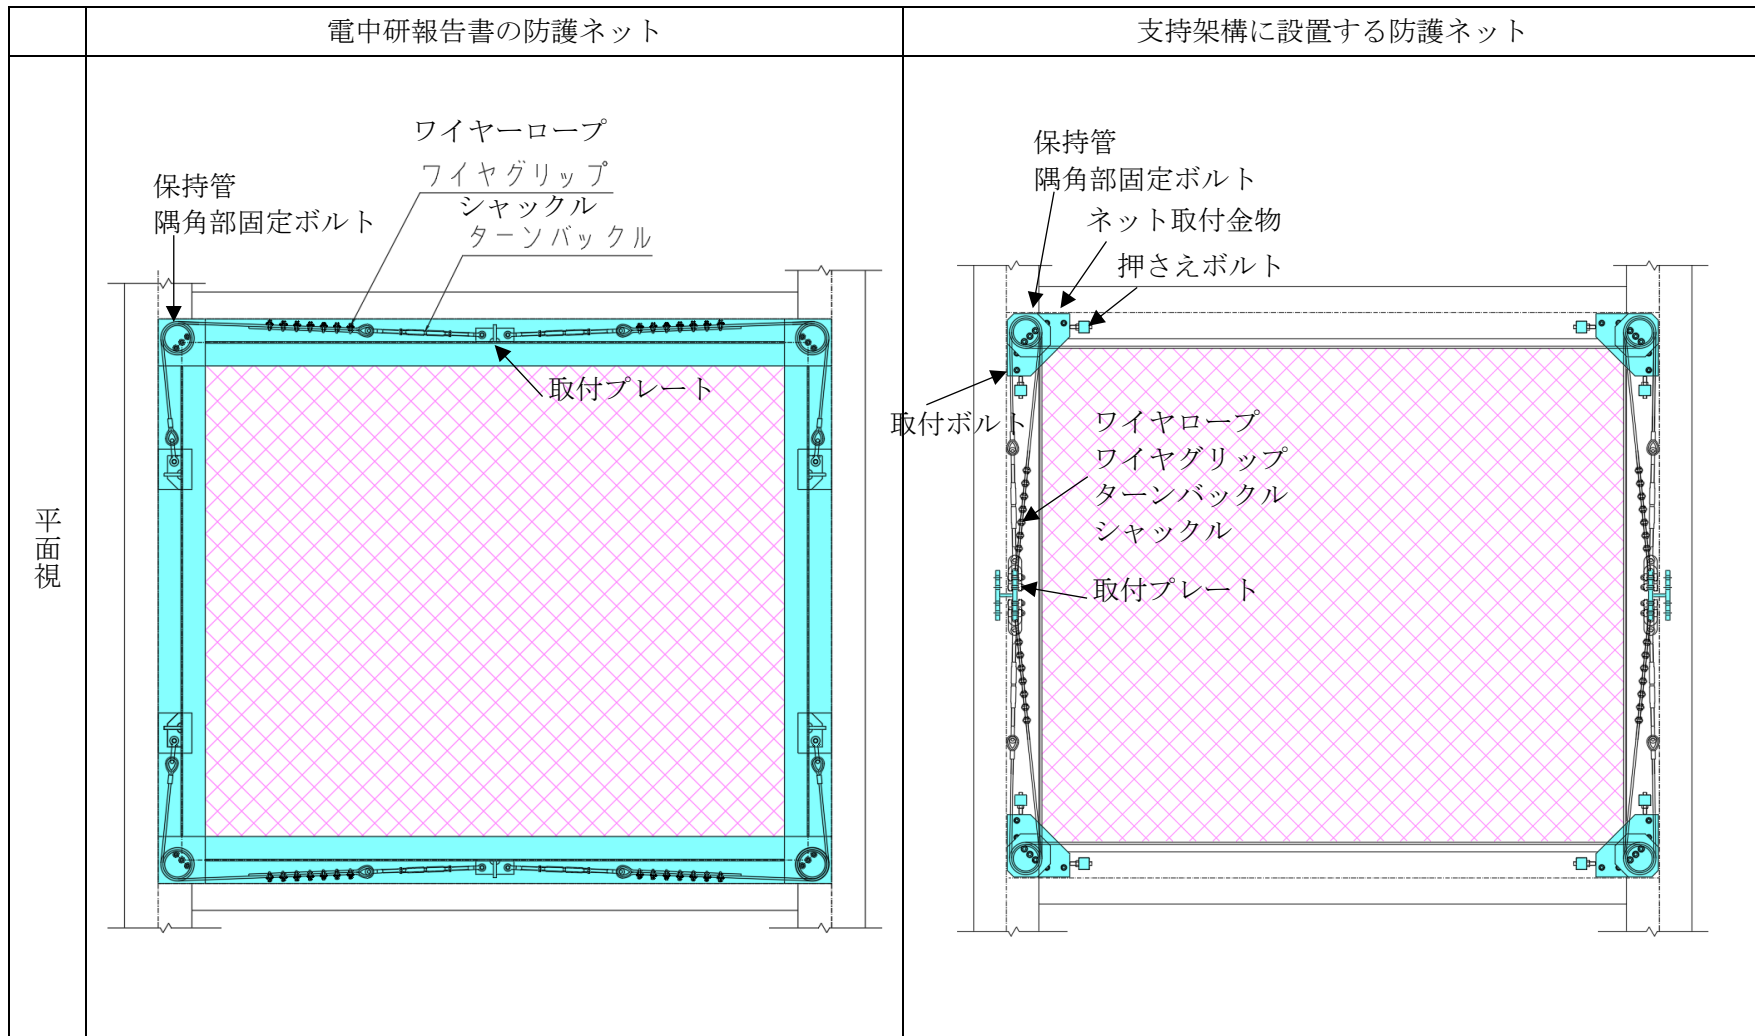 電中研報告書の防護ネット
支持架構に設置する防護ネット
平面視
ワイヤーロープ
ワイヤグリップ
シャックル
ターンバックル
保持管
隅角部固定ボルト
取付プレート
保持管
隅角部固定ボルト
ネット取付金物
押さえボルト
取付ボルト
ワイヤロープ
ワイヤグリップ
ターンバックル
シャックル
取付プレート